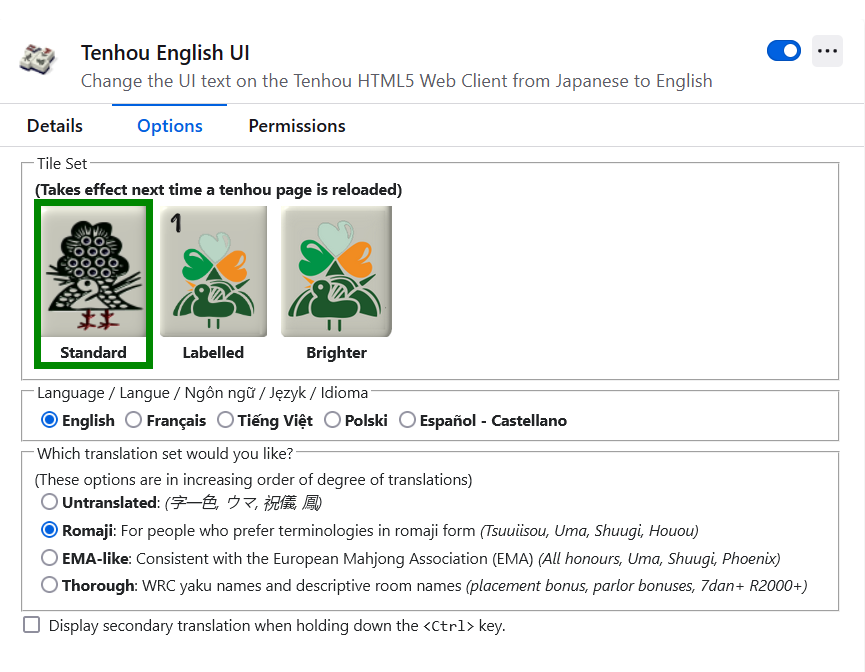 Tenhou English UI
Change the UI text on the Tenhou HTML5 Web Client from Japanese to English
Details Options Permissions
Tile Set
(Takes effect next time a tenhou page is reloaded)
1
Standard Labelled Brighter
Language / Langue / Ngôn ngữ / Język / Idioma
English Français Tiếng Việt Polski Español - Castellano
Which translation set would you like?
(These options are in increasing order of degree of translations)
Untranslated: (字一色, ウマ, 祝儀, 鳳)
Romaji: For people who prefer terminologies in romaji form (Tsuuiisou, Uma, Shuugi, Houou)
EMA-like: Consistent with the European Mahjong Association (EMA) (All honours, Uma, Shuugi, Phoenix)
Thorough: WRC yaku names and descriptive room names (placement bonus, parlor bonuses, 7dan+ R2000+)
Display secondary translation when holding down the <Ctrl> key.